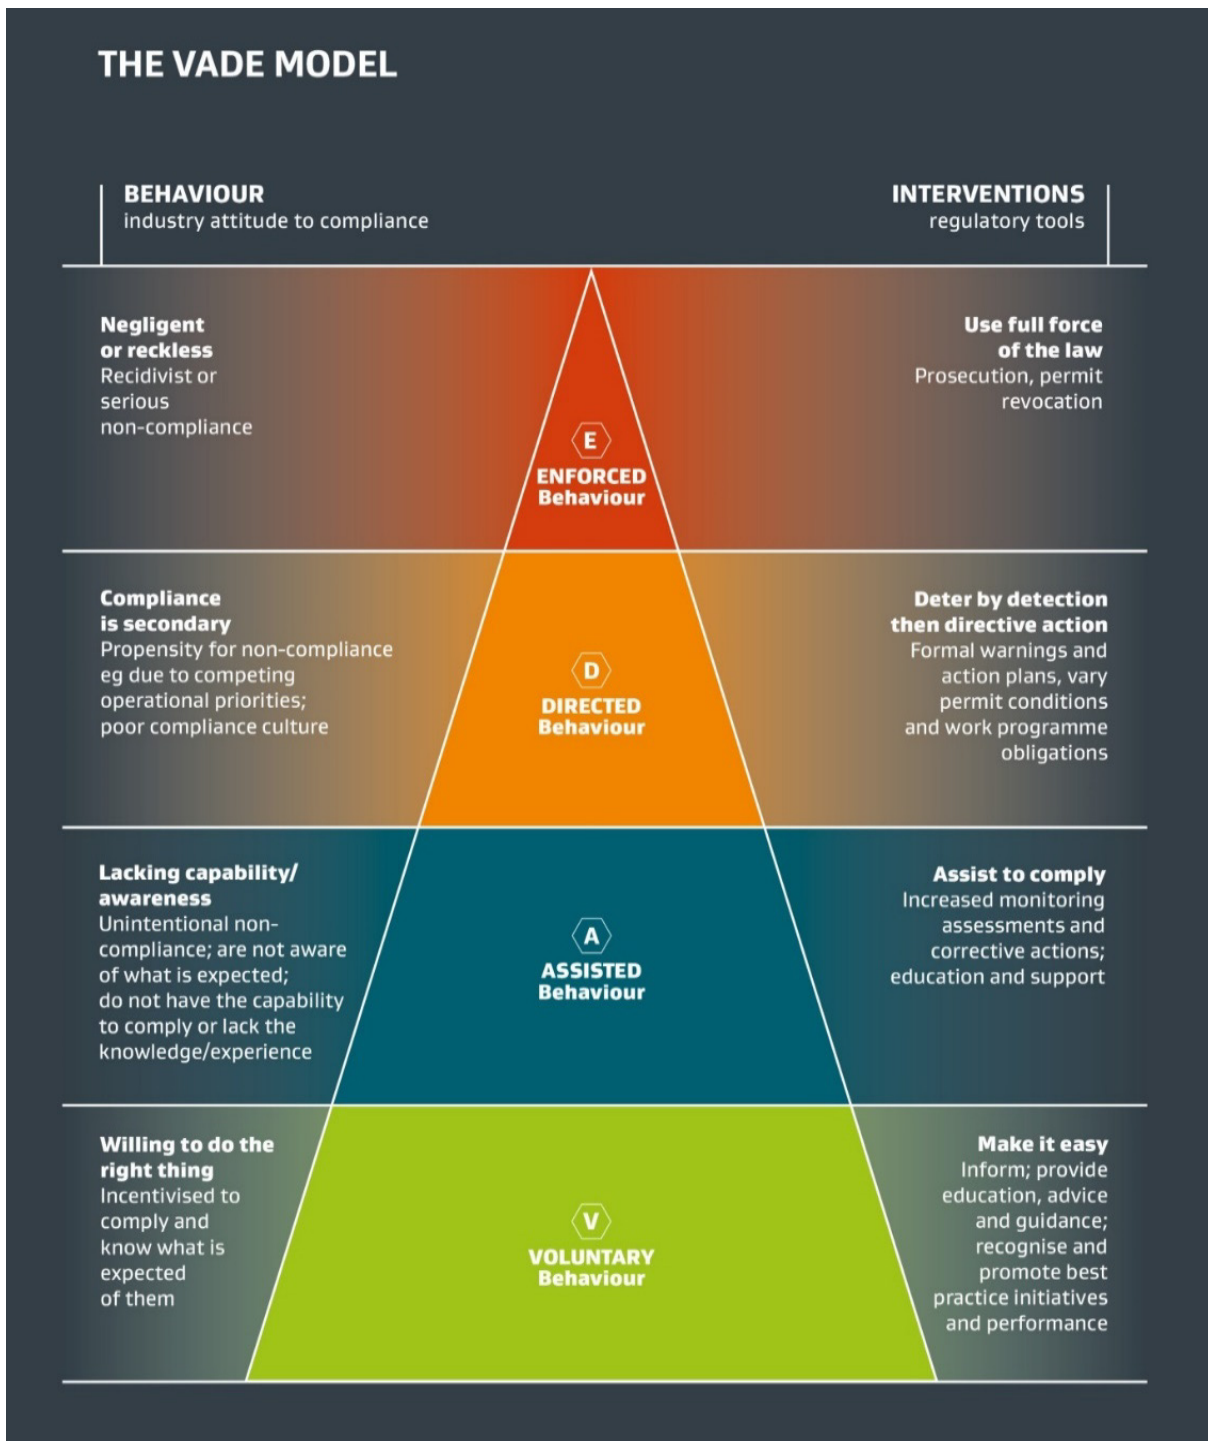 THE VADE MODEL
BEHAVIOUR
industry attitude to compliance
INTERVENTIONS
regulatory tools
Negligent
or reckless
Recidivist or
serious
non-compliance
E
ENFORCED
Behaviour
Use full force
of the law
Prosecution, permit
revocation
Compliance
is secondary
Propensity for non-compliance
eg due to competing
operational priorities;
poor compliance culture
D
DIRECTED
Behaviour
Deter by detection
then directive action
Formal warnings and
action plans, vary
permit conditions
and work programme
obligations
Lacking capability/
awareness
Unintentional non-
compliance; are not aware
of what is expected;
do not have the capability
to comply or lack the
knowledge/experience
A
ASSISTED
Behaviour
Assist to comply
Increased monitoring
assessments and
corrective actions;
education and support
Willing to do the
right thing
Incentivised to
comply and
know what is
expected
of them
V
VOLUNTARY
Behaviour
Make it easy
Inform; provide
education, advice
and guidance;
recognise and
promote best
practice initiatives
and performance